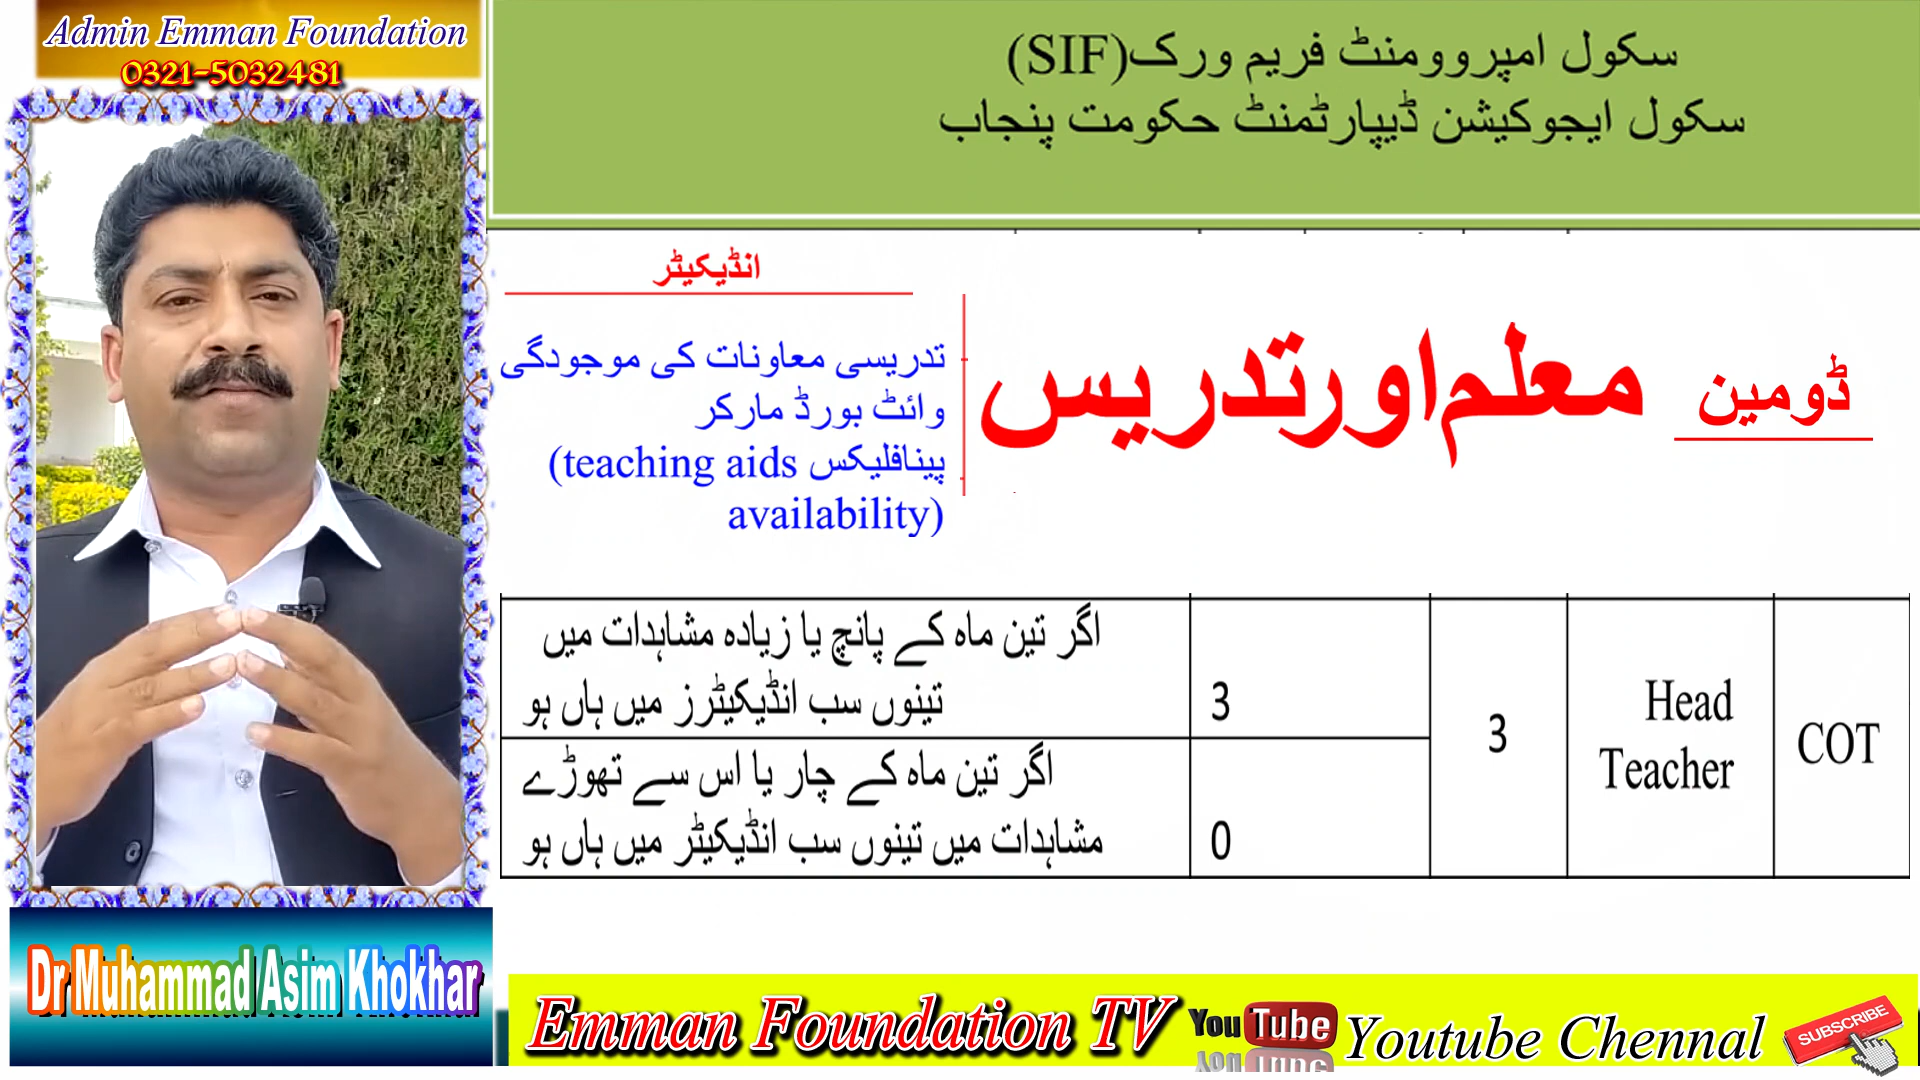 Admin Emman Foundation
0321-5032481
سکول امپروومنٹ فریم ورک(SIF)
سکول ایجوکیشن ڈیپارٹمنٹ حکومت پنجاب
ڈومین
معلم اور تدریس
انڈیکیٹر
تدریسی معاونات کی موجودگی
وائٹ بورڈ مارکر
پینافلیکس teaching aids)
(availability
اگر تین ماہ کے پانچ یا زیادہ مشاہدات میں
تینوں سب انڈیکیٹرز میں ہاں ہو
3
اگر تین ماہ کے چار یا اس سے تھوڑے
مشاہدات میں تینوں سب انڈیکیٹر میں ہاں ہو
0
3
Head
Teacher
COT
Dr Muhammad Asim Khokhar
Emman Foundation TV
YouTube
Youtube Chennal
SUBSCRIBE